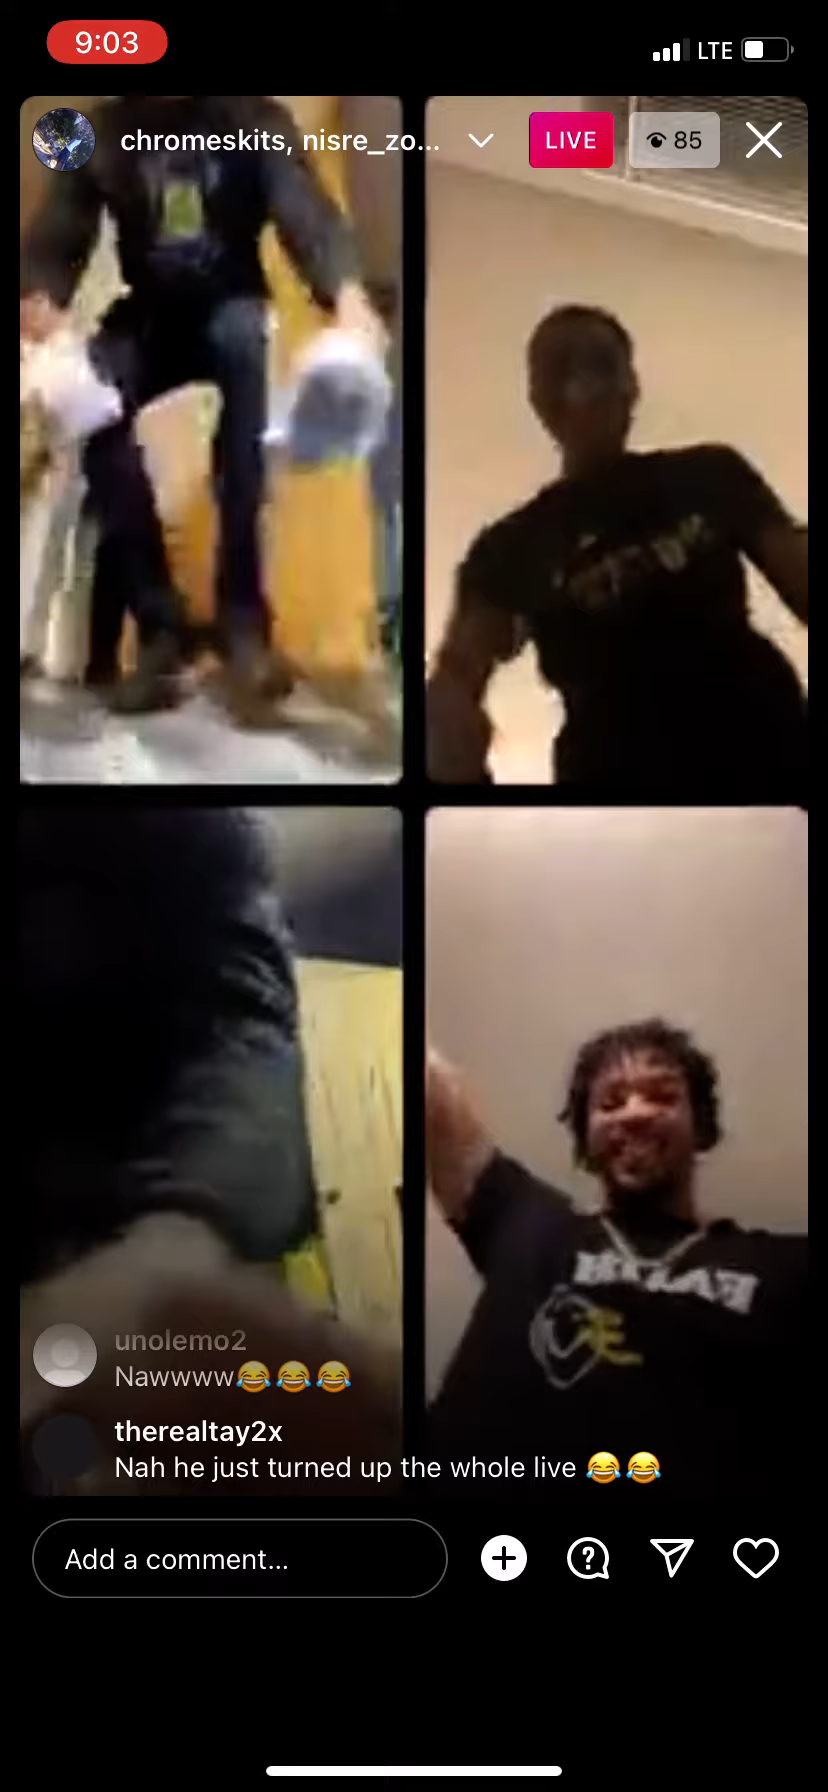 9:03
LTE
chromeskits, nisre_zo...
LIVE
85
unolemo2
Nawwww😂😂😂
therealtay2x
Nah he just turned up the whole live 😂😂
Add a comment...